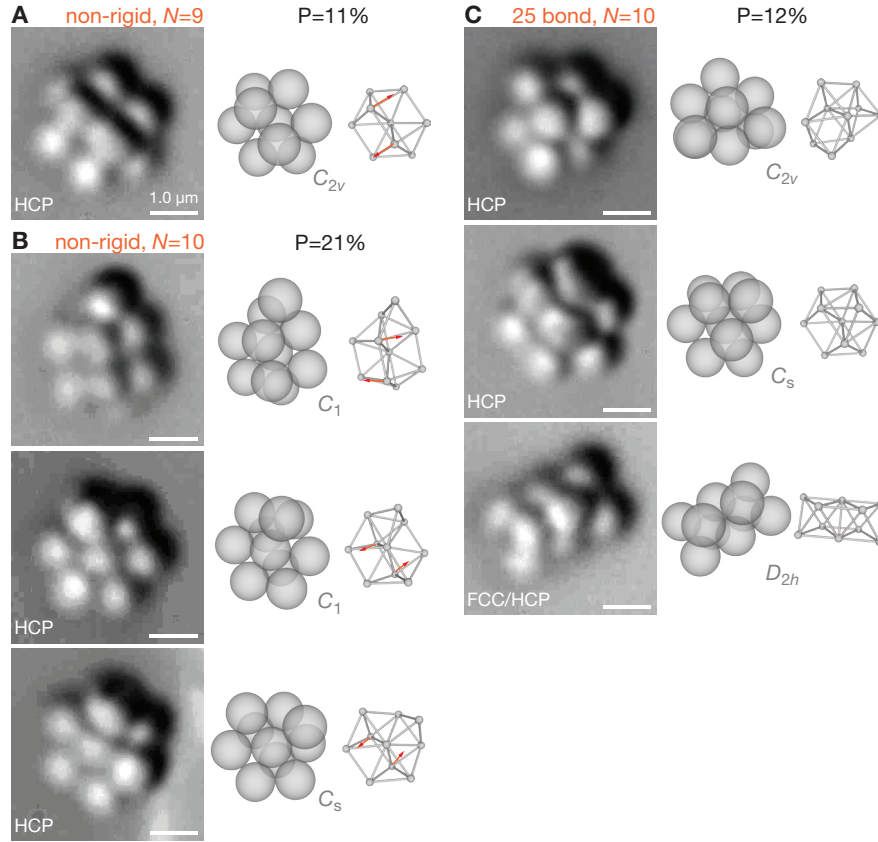 A non-rigid, N=9 P=11%
HCP
1.0 μm
C2v
B non-rigid, N=10 P=21%
HCP
C1
HCP
C1
HCP
Cs
C 25 bond, N=10 P=12%
HCP
C2v
HCP
Cs
FCC/HCP
D2h